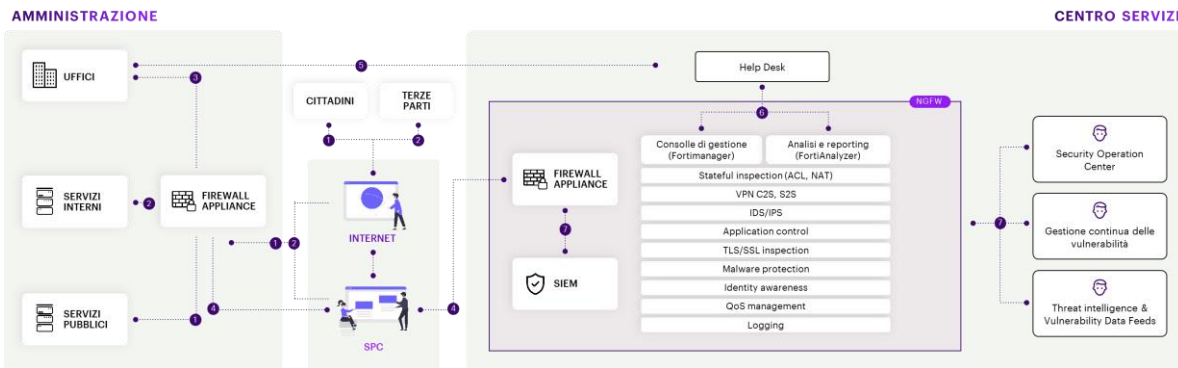 AMMINISTRAZIONE
CENTRO SERVIZI
UFFICI
3
5
Help Desk
CITTADINI
TERZE
PARTI
1
2
NGFW
6
Consolle di gestione
(Fortimanager)
Analisi e reporting
(FortiAnalyzer)
Stateful inspection (ACL, NAT)
VPN C2S, S2S
IDS/IPS
Application control
TLS/SSL inspection
Malware protection
Identity awareness
QoS management
Logging
FIREWALL
APPLIANCE
7
SIEM
SERVIZI
INTERNI
2
FIREWALL
APPLIANCE
1
2
INTERNET
4
4
SERVIZI
PUBBLICI
1
SPC
7
Security Operation
Center
Gestione continua delle
vulnerabilità
Threat intelligence &
Vulnerability Data Feeds